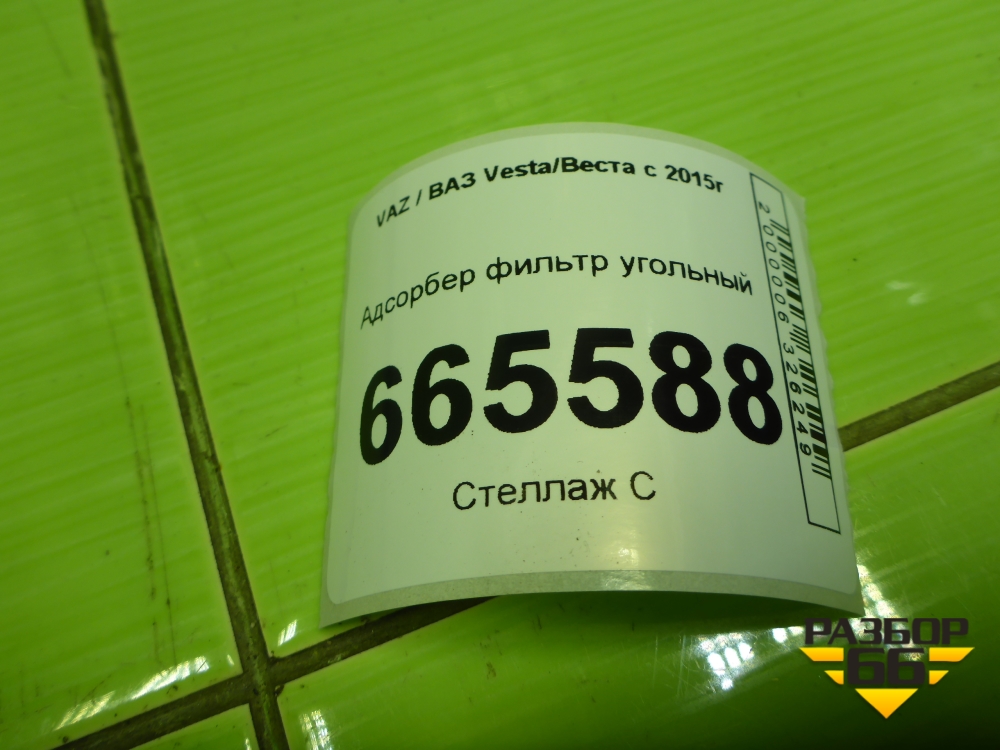 VAZ / ВАЗ Vesta/Веста с 2015г
Адсорбер фильтр угольный
665588
Стеллаж С
2000006326249
РАЗБОР
66